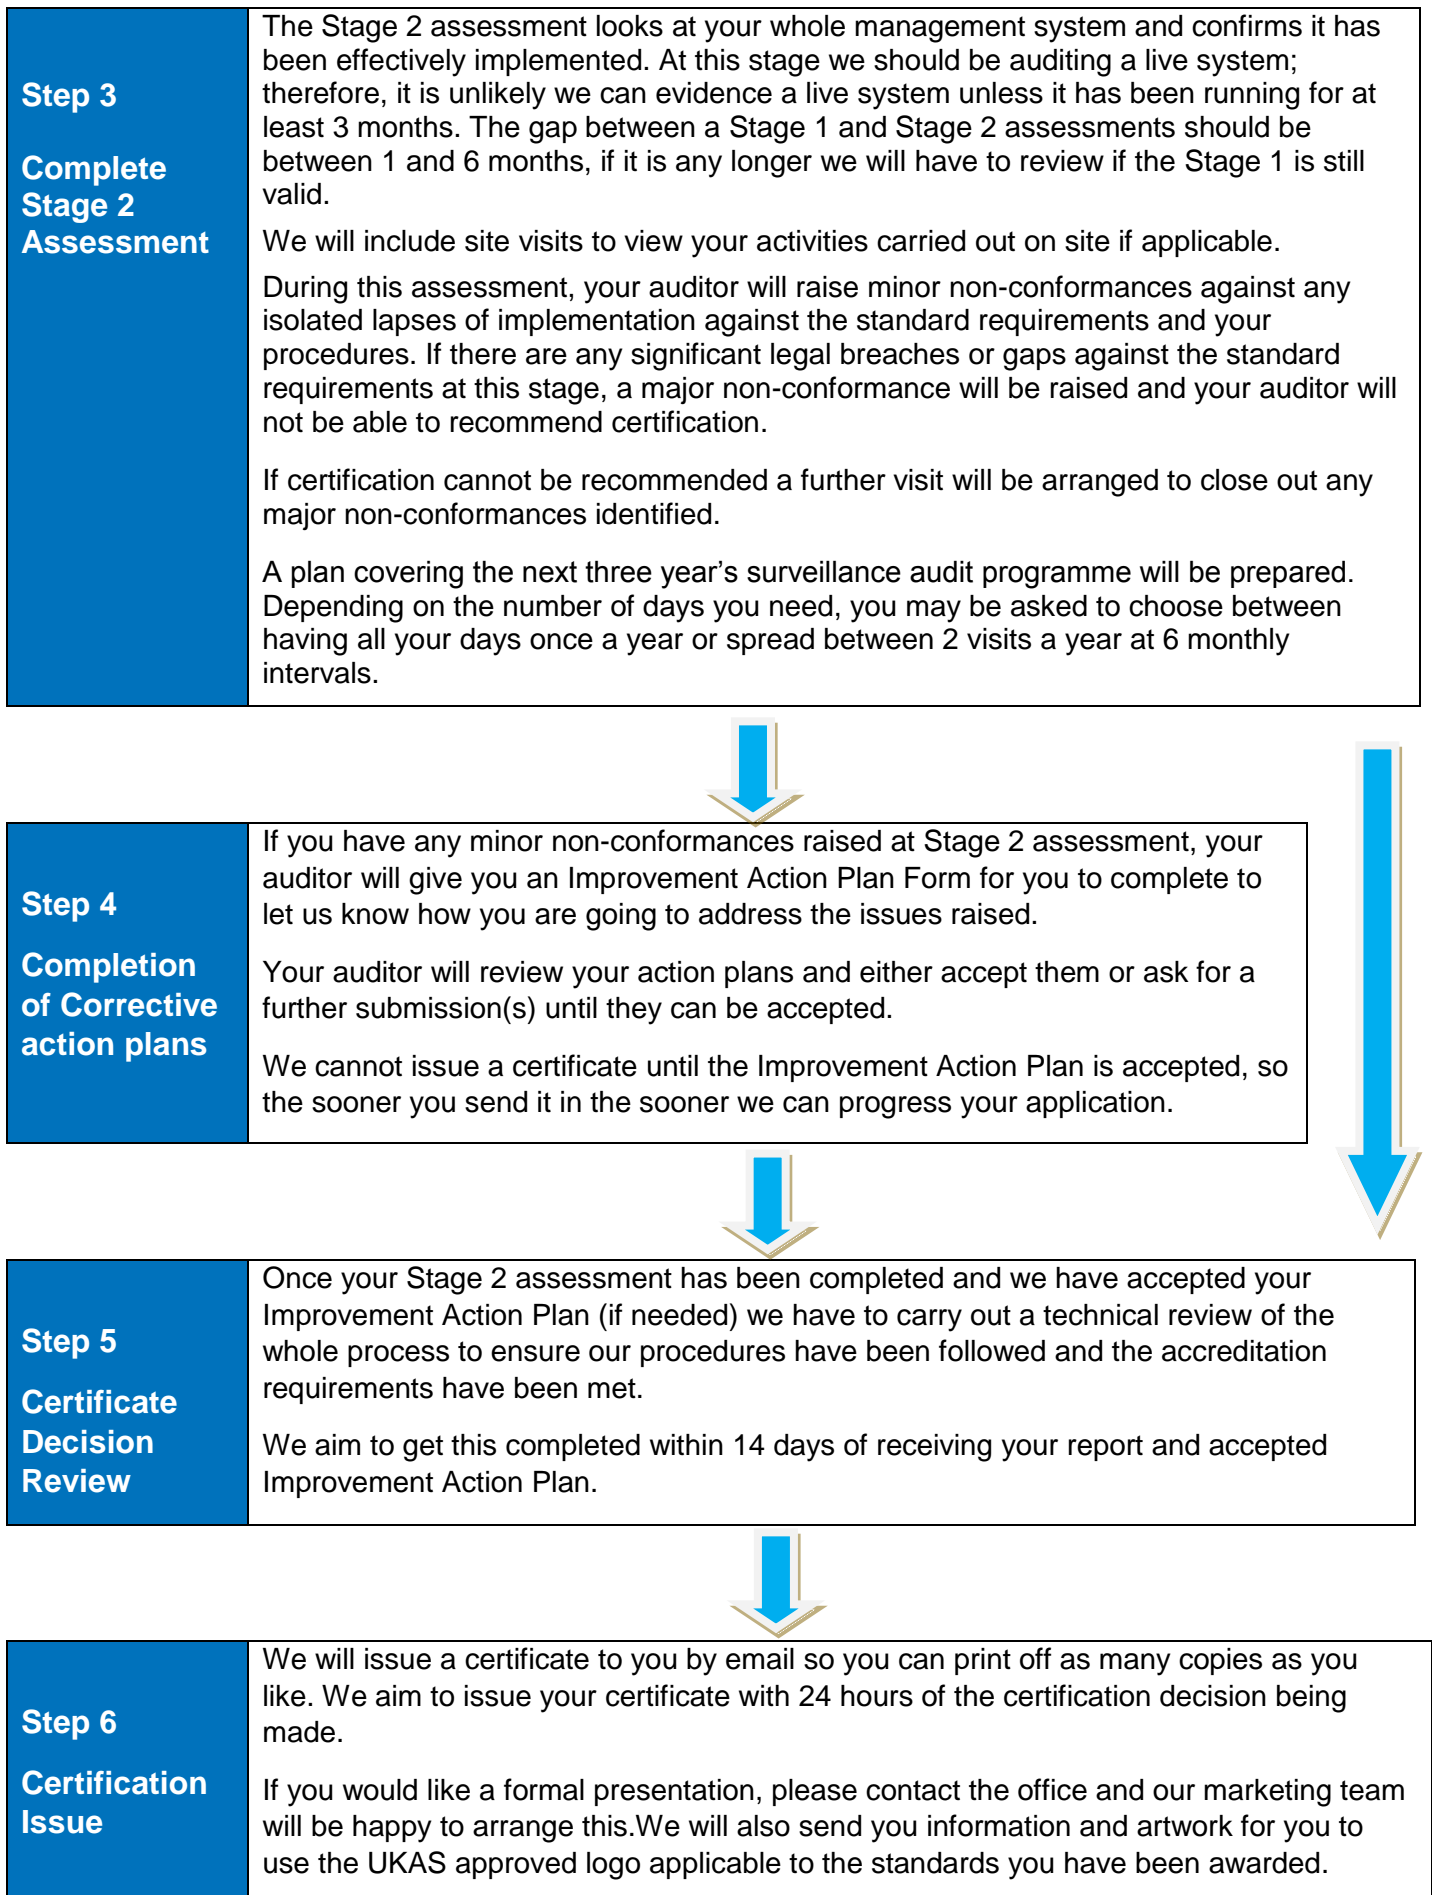 Step 3
Complete
Stage 2
Assessment
The Stage 2 assessment looks at your whole management system and confirms it has
been effectively implemented. At this stage we should be auditing a live system;
therefore, it is unlikely we can evidence a live system unless it has been running for at
least 3 months. The gap between a Stage 1 and Stage 2 assessments should be
between 1 and 6 months, if it is any longer we will have to review if the Stage 1 is still
valid.
We will include site visits to view your activities carried out on site if applicable.
During this assessment, your auditor will raise minor non-conformances against any
isolated lapses of implementation against the standard requirements and your
procedures. If there are any significant legal breaches or gaps against the standard
requirements at this stage, a major non-conformance will be raised and your auditor will
not be able to recommend certification.
If certification cannot be recommended a further visit will be arranged to close out any
major non-conformances identified.
A plan covering the next three year’s surveillance audit programme will be prepared.
Depending on the number of days you need, you may be asked to choose between
having all your days once a year or spread between 2 visits a year at 6 monthly
intervals.
Step 4
Completion
of Corrective
action plans
If you have any minor non-conformances raised at Stage 2 assessment, your
auditor will give you an Improvement Action Plan Form for you to complete to
let us know how you are going to address the issues raised.
Your auditor will review your action plans and either accept them or ask for a
further submission(s) until they can be accepted.
We cannot issue a certificate until the Improvement Action Plan is accepted, so
the sooner you send it in the sooner we can progress your application.
Step 5
Certificate
Decision
Review
Once your Stage 2 assessment has been completed and we have accepted your
Improvement Action Plan (if needed) we have to carry out a technical review of the
whole process to ensure our procedures have been followed and the accreditation
requirements have been met.
We aim to get this completed within 14 days of receiving your report and accepted
Improvement Action Plan.
Step 6
Certification
Issue
We will issue a certificate to you by email so you can print off as many copies as you
like. We aim to issue your certificate with 24 hours of the certification decision being
made.
If you would like a formal presentation, please contact the office and our marketing team
will be happy to arrange this.We will also send you information and artwork for you to
use the UKAS approved logo applicable to the standards you have been awarded.